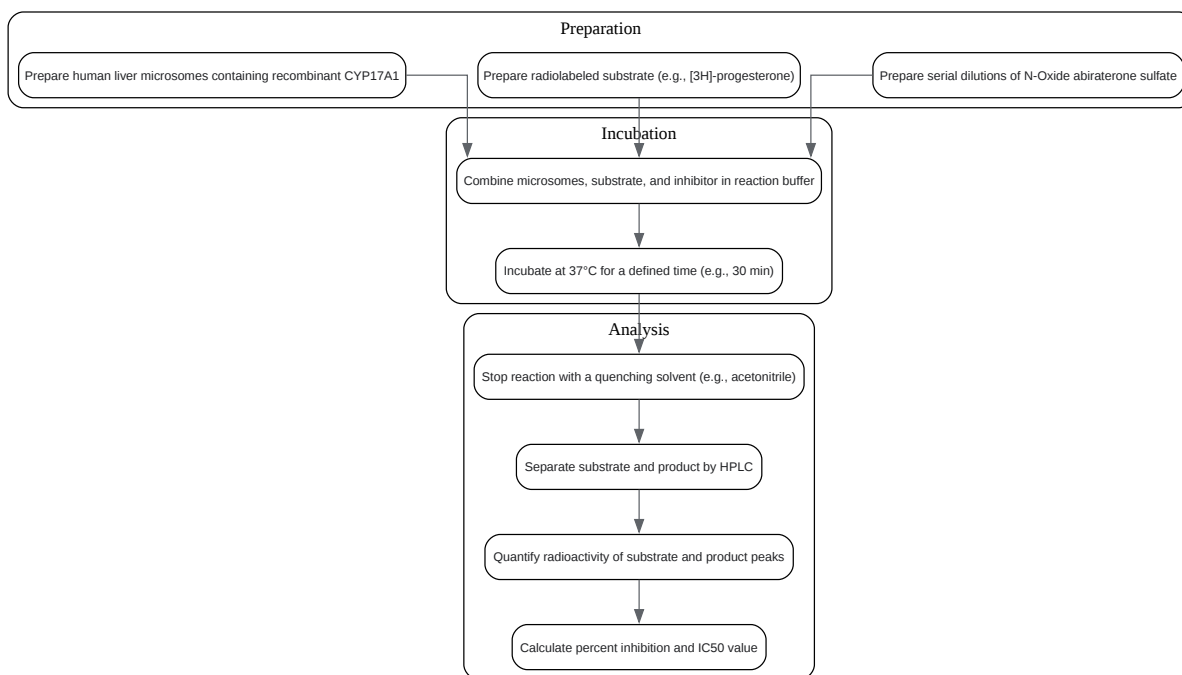 Preparation
Prepare human liver microsomes containing recombinant CYP17A1
Prepare radiolabeled substrate (e.g., [3H]-progesterone)
Prepare serial dilutions of N-Oxide abiraterone sulfate
Incubation
Combine microsomes, substrate, and inhibitor in reaction buffer
Incubate at 37°C for a defined time (e.g., 30 min)
Analysis
Stop reaction with a quenching solvent (e.g., acetonitrile)
Separate substrate and product by HPLC
Quantify radioactivity of substrate and product peaks
Calculate percent inhibition and IC50 value